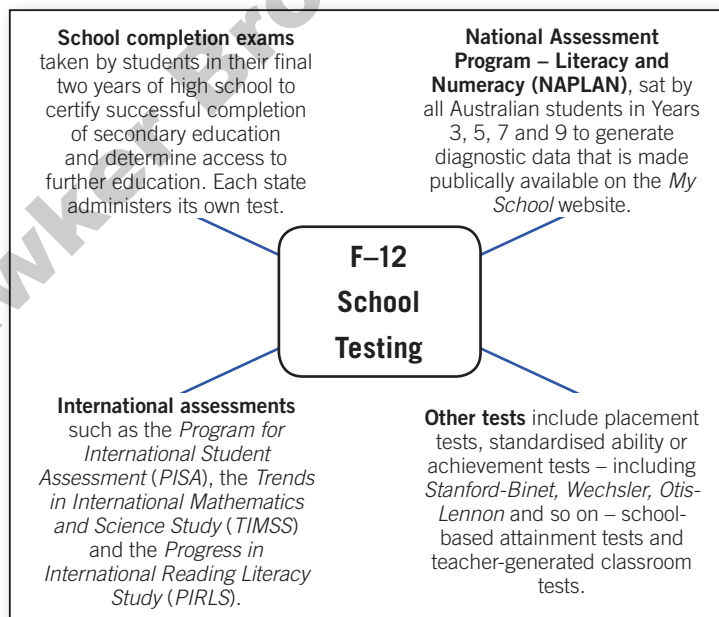 School completion exams
taken by students in their final
two years of high school to
certify successful completion
of secondary education
and determine access to
further education. Each state
administers its own test.
National Assessment
Program – Literacy and
Numeracy (NAPLAN), sat by
all Australian students in Years
3, 5, 7 and 9 to generate
diagnostic data that is made
publically available on the My
School website.
F–12
School
Testing
International assessments
such as the Program for
International Student
Assessment (PISA), the Trends
in International Mathematics
and Science Study (TIMSS)
and the Progress in
International Reading Literacy
Study (PIRLS).
Other tests include placement
tests, standardised ability or
achievement tests – including
Stanford-Binet, Wechsler, Otis-
Lennon and so on – school-
based attainment tests and
teacher-generated classroom
tests.